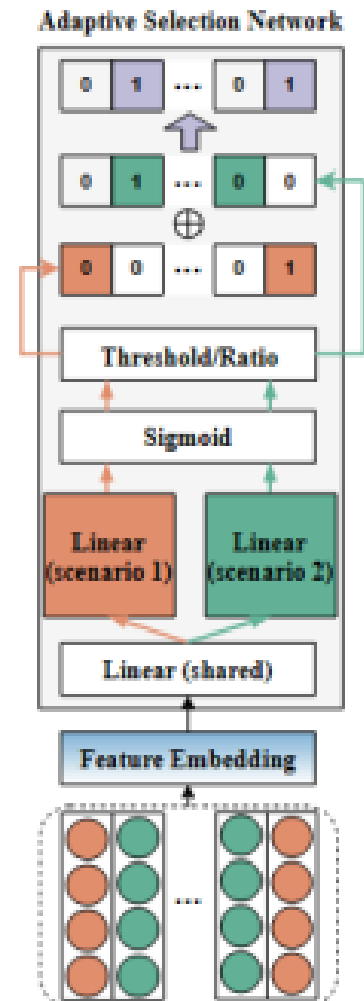 Adaptive Selection Network
0 1 ... 0 1
0 1 ... 0 0
⊕
0 0 ... 0 1
Threshold/Ratio
Sigmoid
Linear (scenario 1) Linear (scenario 2)
Linear (shared)
Feature Embedding
...